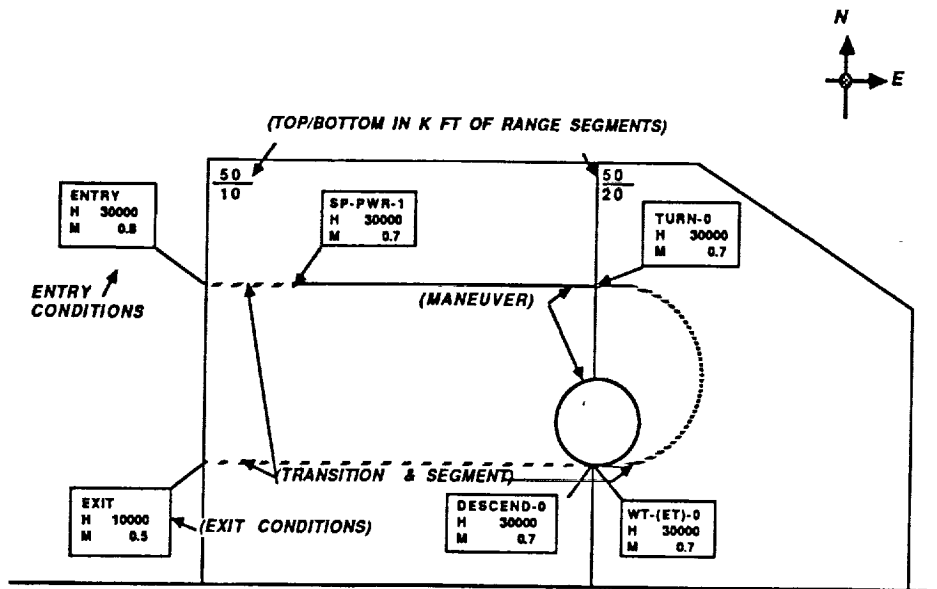 N
E
(TOP/BOTTOM IN K FT OF RANGE SEGMENTS)
50
10
50
20
ENTRY
H 30000
M 0.8
SP-PWR-1
H 30000
M 0.7
TURN-0
H 30000
M 0.7
ENTRY
CONDITIONS
(MANEUVER)
(TRANSITION & SEGMENT)
EXIT
H 10000
M 0.5
(EXIT CONDITIONS)
DESCEND-0
H 30000
M 0.7
WT-(ET)-0
H 30000
M 0.7